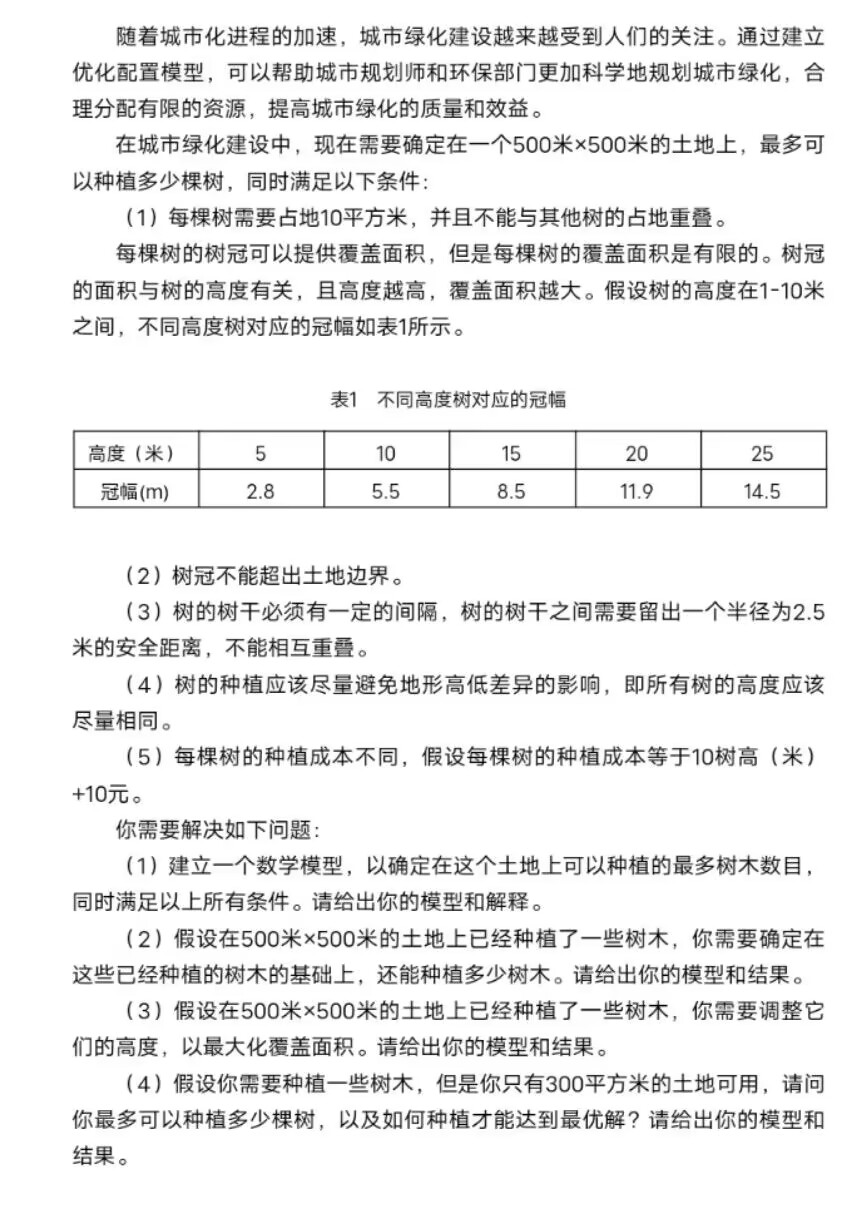 随着城市化进程的加速，城市绿化建设越来越受到人们的关注。通过建立
优化配置模型，可以帮助城市规划师和环保部门更加科学地规划城市绿化，合
理分配有限的资源，提高城市绿化的质量和效益。
在城市绿化建设中，现在需要确定在一个500米×500米的土地上，最多可
以种植多少棵树，同时满足以下条件：
（1）每棵树需要占地10平方米，并且不能与其他树的占地重叠。
每棵树的树冠可以提供覆盖面积，但是每棵树的覆盖面积是有限的。树冠
的面积与树的高度有关，且高度越高，覆盖面积越大。假设树的高度在1-10米
之间，不同高度树对应的冠幅如表1所示。
表1 不同高度树对应的冠幅
高度（米） 5 10 15 20 25
冠幅(m) 2.8 5.5 8.5 11.9 14.5
（2）树冠不能超出土地边界。
（3）树的树干必须有一定的间隔，树的树干之间需要留出一个半径为2.5
米的安全距离，不能相互重叠。
（4）树的种植应该尽量避免地形高低差异的影响，即所有树的高度应该
尽量相同。
（5）每棵树的种植成本不同，假设每棵树的种植成本等于10树高（米）
+10元。
你需要解决如下问题：
（1）建立一个数学模型，以确定在这个土地上可以种植的最多树木数目，
同时满足以上所有条件。请给出你的模型和解释。
（2）假设在500米×500米的土地上已经种植了一些树木，你需要确定在
这些已经种植的树木的基础上，还能种植多少树木。请给出你的模型和结果。
（3）假设在500米×500米的土地上已经种植了一些树木，你需要调整它
们的高度，以最大化覆盖面积。请给出你的模型和结果。
（4）假设你需要种植一些树木，但是你只有300平方米的土地可用，请问
你最多可以种植多少棵树，以及如何种植才能达到最优解？请给出你的模型和
结果。